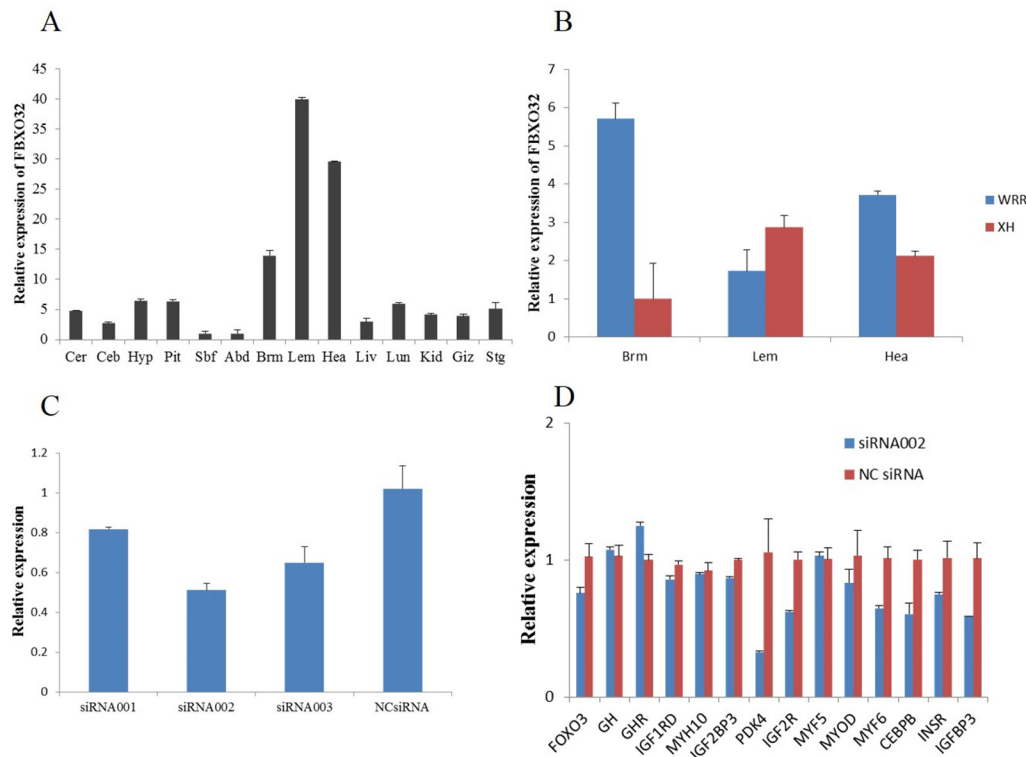 A
Relative expression of FBXO32
45
40
35
30
25
20
15
10
5
0
Cer Ceb Hyp Pit Sbf Abd Brm Lem Hea Liv Lun Kid Giz Stg
B
Relative expression of FBXO32
7
6
5
4
3
2
1
0
Brm Lem Hea
WRR
XH
C
Relative expression
1.2
1
0.8
0.6
0.4
0.2
0
siRNA001 siRNA002 siRNA003 NCsiRNA
D
Relative expression
2
1
0
siRNA002
NC siRNA
FOXO3 GH GHR IGF1RD MYH10 IGF2BP3 PDK4 IGF2R MYF5 MYOD MYF6 CEBPB INSR IGFBP3